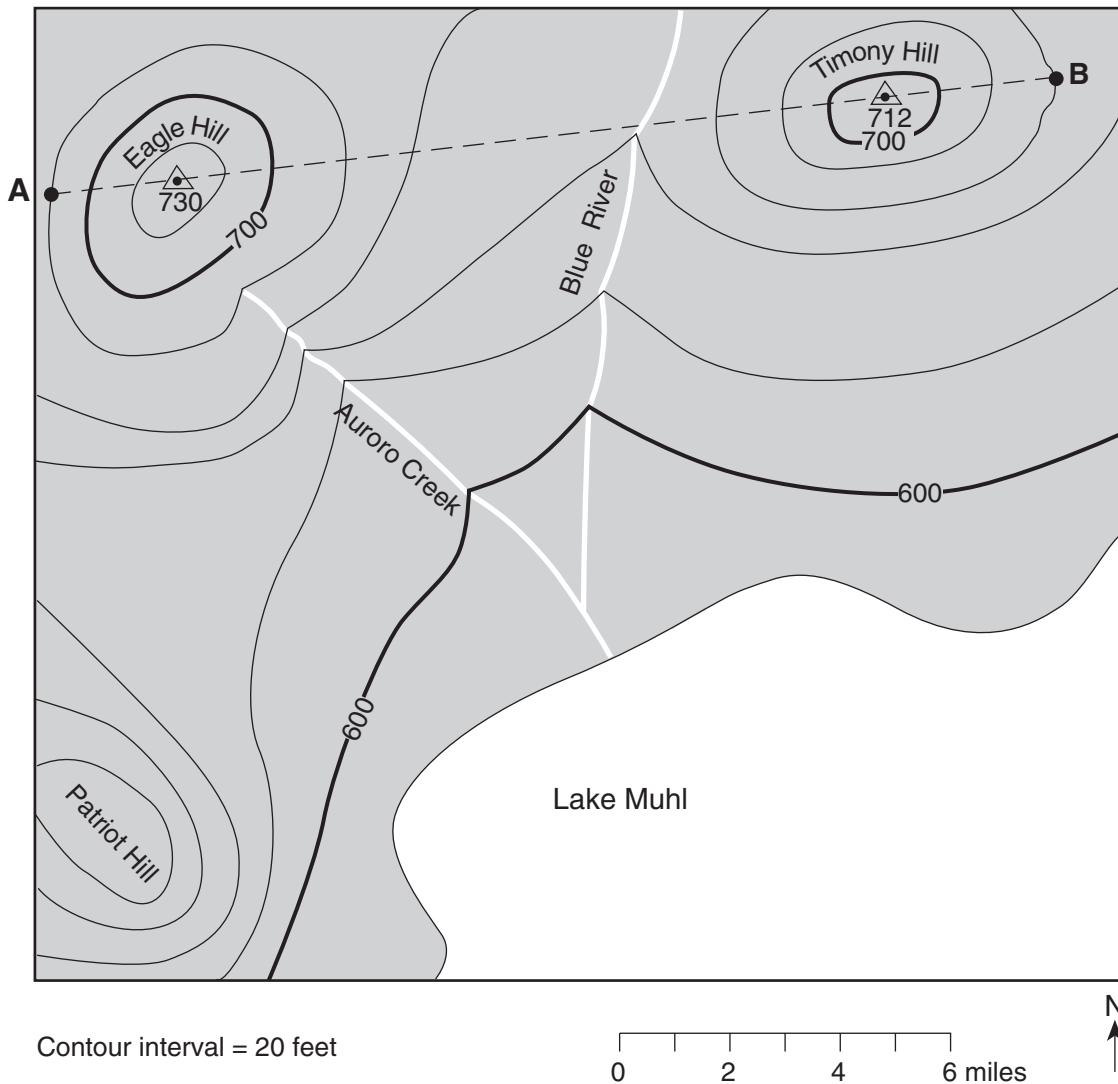 Timony Hill
B
712
700
Eagle Hill
A
730
700
Blue River
Auroro Creek
600
600
Lake Muhl
Patriot Hill
N
Contour interval = 20 feet
0 2 4 6 miles